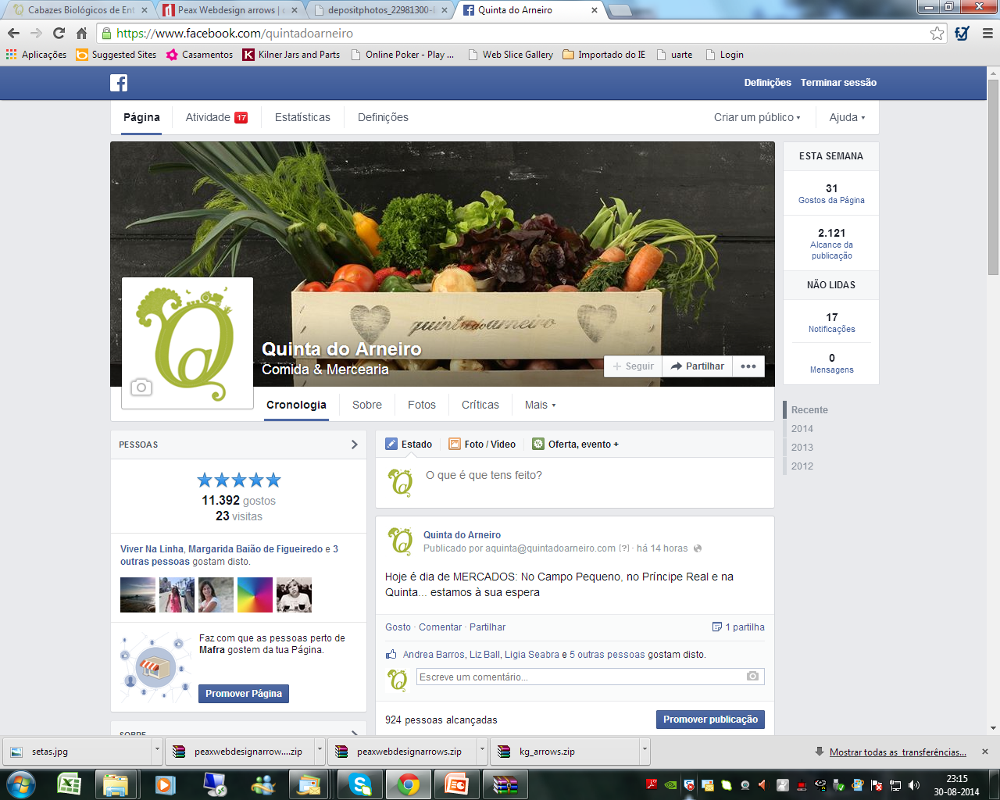 Cabazes Biológicos de Ent
Peax Webdesign arrows |
depositphotos_22981300-
Quinta do Arneiro
https://www.facebook.com/quintadoarneiro
Aplicações
Suggested Sites
Casamentos
Kilner Jars and Parts
Online Poker - Play ...
Web Slice Gallery
Importado do IE
uarte
Login
Definições Terminar sessão
Página Atividade 17 Estatísticas Definições Criar um público Ajuda
quinta do arneiro
Quinta do Arneiro
Comida & Mercearia
+ Seguir Partilhar
Cronologia Sobre Fotos Críticas Mais
ESTA SEMANA
31
Gostos da Página
2.121
Alcance da
publicação
NÃO LIDAS
17
Notificações
0
Mensagens
Recente
2014
2013
2012
PESSOAS
11.392 gostos
23 visitas
Viver Na Linha, Margarida Baião de Figueiredo e 3
outras pessoas gostam disto.
Faz com que as pessoas perto de
Mafra gostem da tua Página.
Promover Página
SOBRE
Estado Foto / Vídeo Oferta, evento +
O que é que tens feito?
Quinta do Arneiro
Publicado por aquinta@quintadoarneiro.com [?] · há 14 horas
Hoje é dia de MERCADOS: No Campo Pequeno, no Príncipe Real e na
Quinta... estamos à sua espera
Gosto · Comentar · Partilhar 1 partilha
Andrea Barros, Liz Ball, Ligia Seabra e 5 outras pessoas gostam disto.
Escreve um comentário...
924 pessoas alcançadas Promover publicação
setas.jpg
peaxwebdesignarrow....zip
peaxwebdesignarrows.zip
kg_arrows.zip
Mostrar todas as transferências...
23:15
30-08-2014